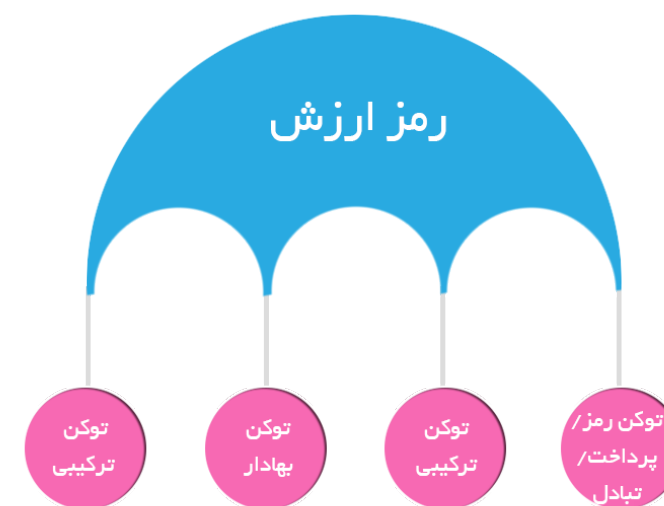 رمز ارزش
توکن رمز/
پرداخت/
تبادل
توکن
ترکیبی
توکن
بهادار
توکن
ترکیبی